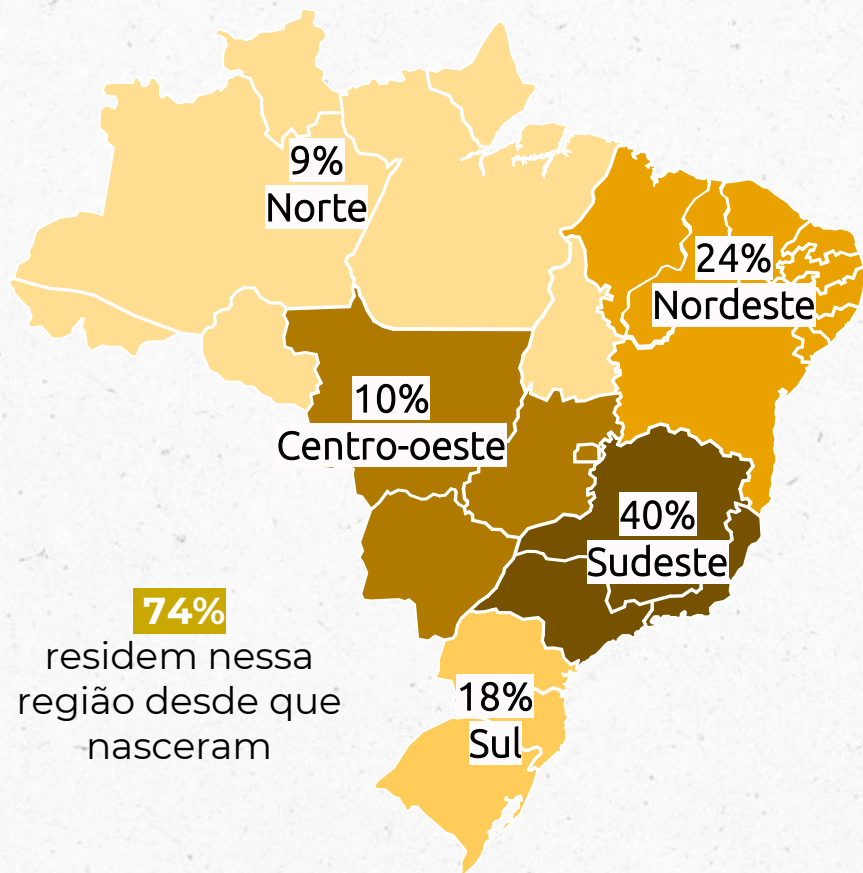 9%
Norte
24%
Nordeste
10%
Centro-oeste
40%
Sudeste
74%
residem nessa
região desde que
nasceram
18%
Sul